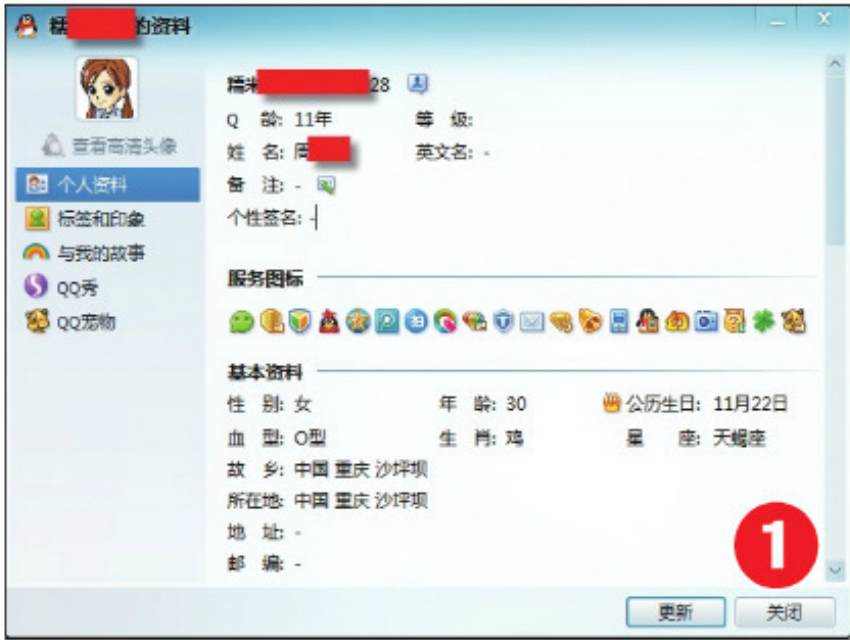 糯 的资料
糯米 28
Q 龄: 11年 等 级:
查看高清头像
姓 名: 周 英文名: -
个人资料
备 注: -
标签和印象
个性签名: -
与我的故事
QQ秀
服务图标
QQ宠物
基本资料
性 别: 女 年 龄: 30 公历生日: 11月22日
血 型: O型 生 肖: 鸡 星 座: 天蝎座
故 乡: 中国 重庆 沙坪坝
所在地: 中国 重庆 沙坪坝
地 址: -
邮 编: -
1
更新 关闭